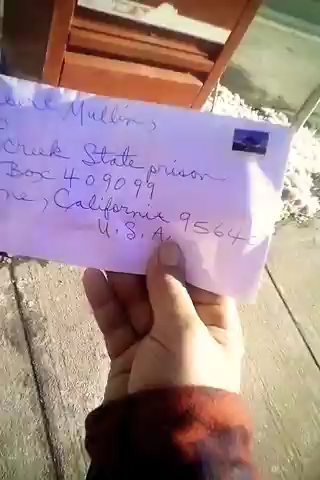 Mullin,
Creek State prison
Box 409099
California 9564
U.S.A.